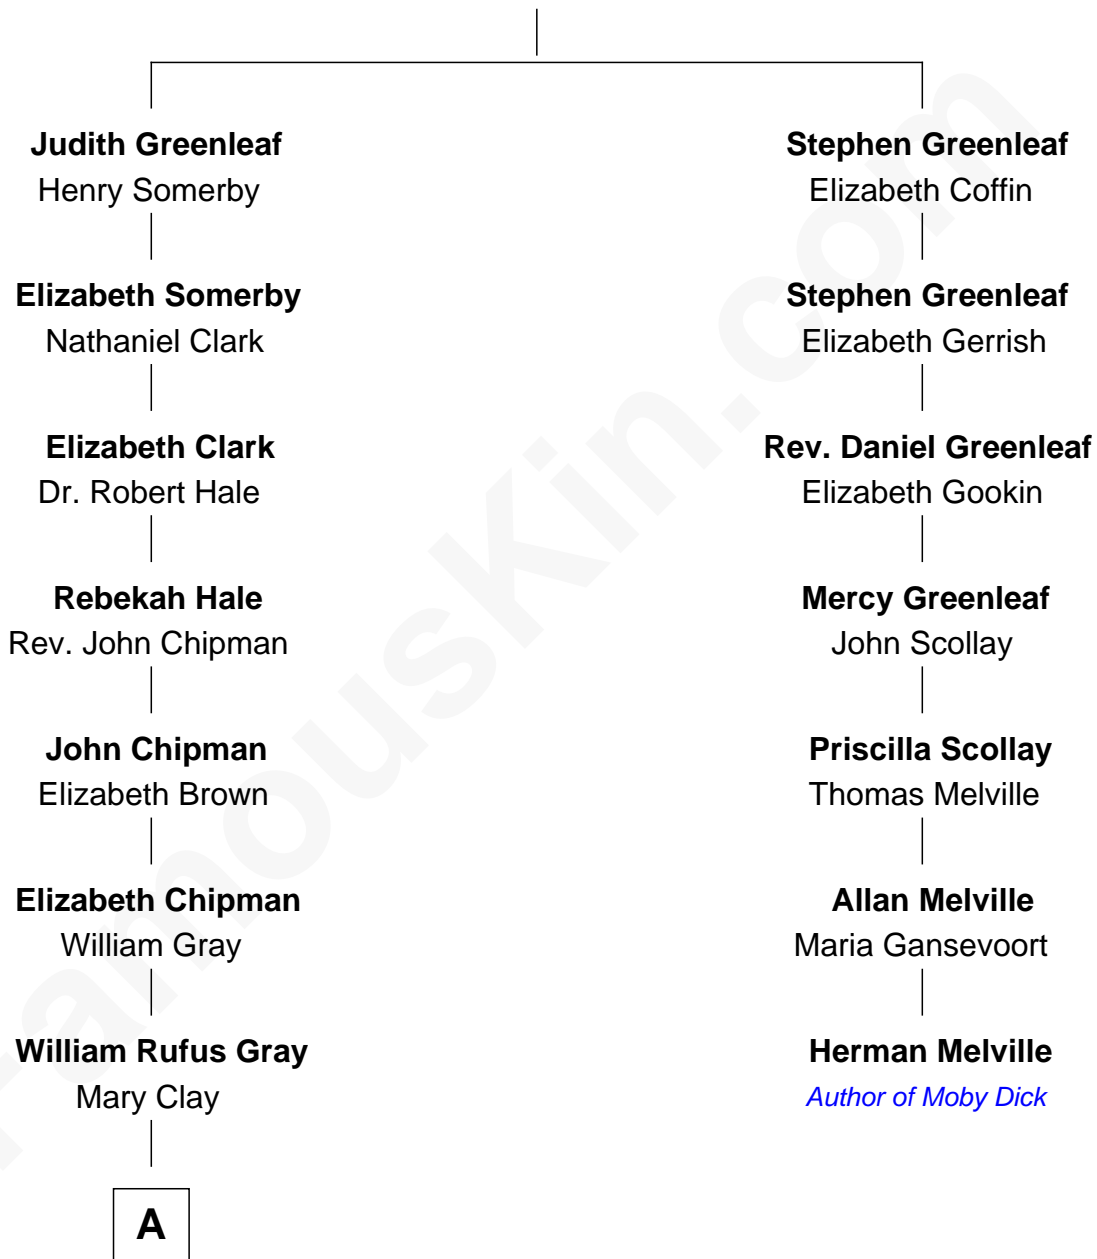 Judith Greenleaf
Henry Somerby
Elizabeth Somerby
Nathaniel Clark
Elizabeth Clark
Dr. Robert Hale
Rebekah Hale
Rev. John Chipman
John Chipman
Elizabeth Brown
Elizabeth Chipman
William Gray
William Rufus Gray
Mary Clay
A
Stephen Greenleaf
Elizabeth Coffin
Stephen Greenleaf
Elizabeth Gerrish
Rev. Daniel Greenleaf
Elizabeth Gookin
Mercy Greenleaf
John Scollay
Priscilla Scollay
Thomas Melville
Allan Melville
Maria Gansevoort
Herman Melville
Author of Moby Dick
FamousKin.com